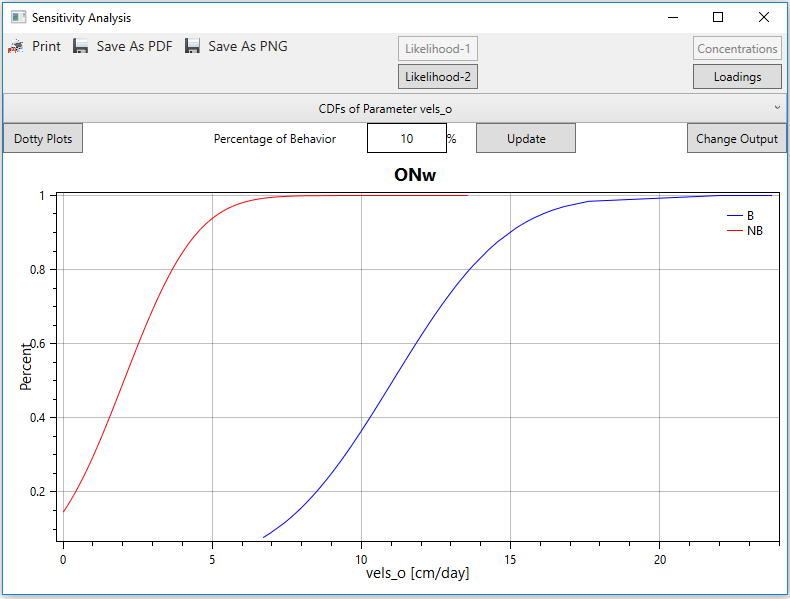 Sensitivity Analysis
Print Save As PDF Save As PNG
Likelihood-1
Concentrations
Likelihood-2
Loadings
CDFs of Parameter vels_o
Dotty Plots
Percentage of Behavior 10 %
Update
Change Output
ONw
1
0.8
0.6
0.4
0.2
Percent
B
NB
0 5 10 15 20
vels_o [cm/day]